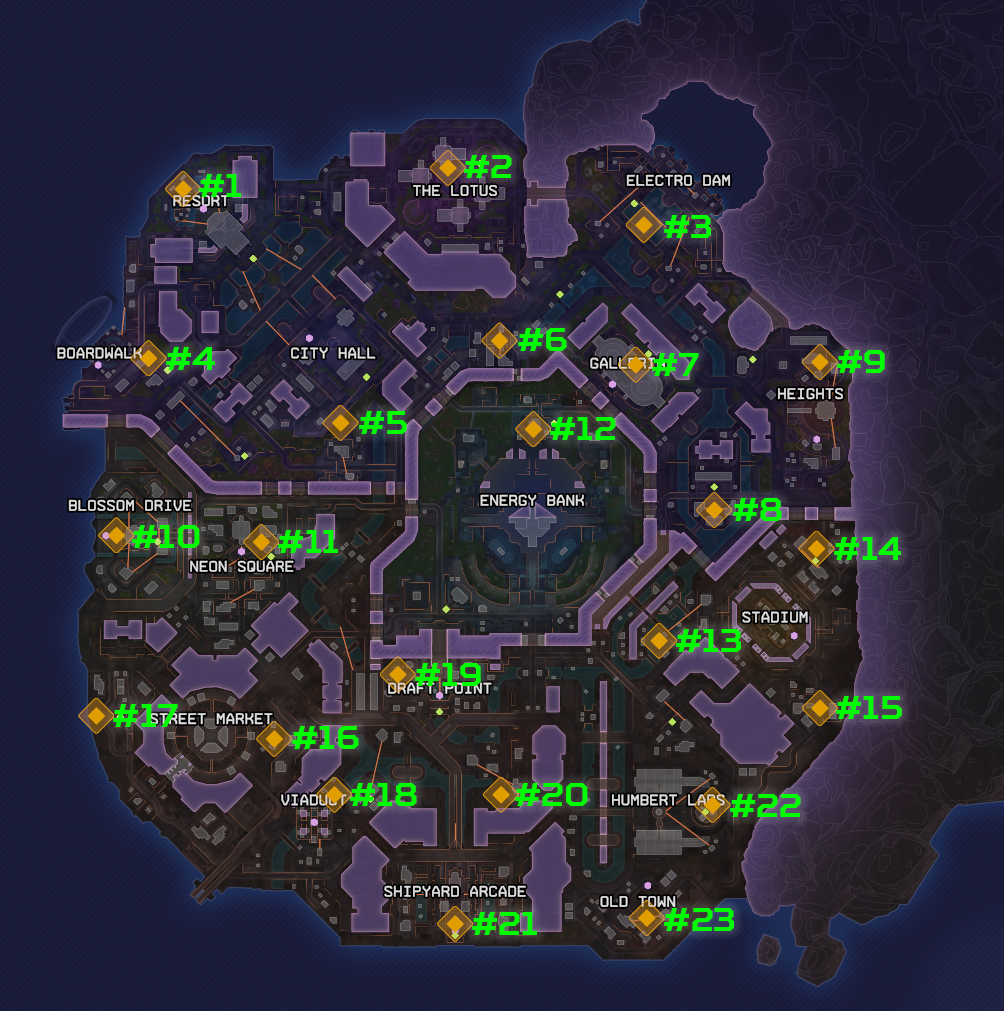 #2
THE LOTUS
ELECTRO DAM
#1
RESORT
#3
BOARDWALK
#4
CITY HALL
#6
#7
#9
HEIGHTS
#5
#12
ENERGY BANK
#8
BLOSSOM DRIVE
#10
#11
NEON SQUARE
#14
STADIUM
#13
#19
DRAFT POINT
#17
STREET MARKET
#16
#15
#18
#20
HUMBERT LABS
#22
SHIPYARD ARCADE
#21
OLD TOWN
#23